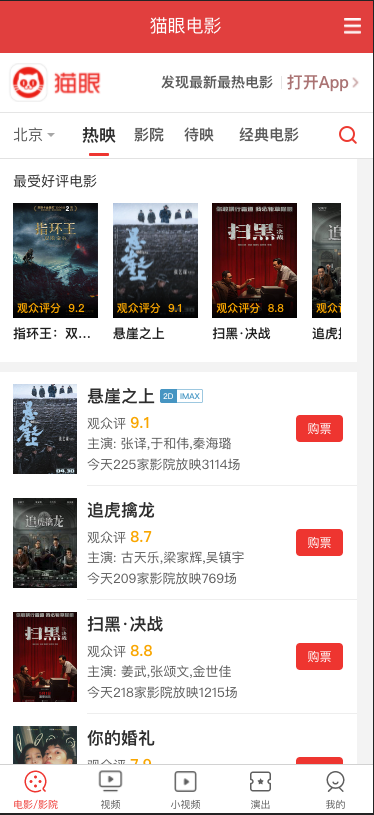 猫眼电影
猫眼
发现最新最热电影
打开App
北京
热映
影院
待映
经典电影
最受好评电影
指环王
观众评分 9.2
悬崖之上
观众评分 9.1
扫黑
决战
观众评分 8.8
追
观众
指环王：双...
悬崖之上
扫黑·决战
追虎擒
悬崖之上
04.30
悬崖之上 2D IMAX
观众评 9.1
主演: 张译,于和伟,秦海璐
今天225家影院放映3114场
购票
追虎擒龙
追虎擒龙
观众评 8.7
主演: 古天乐,梁家辉,吴镇宇
今天209家影院放映769场
购票
扫黑
决战
扫黑·决战
观众评 8.8
主演: 姜武,张颂文,金世佳
今天218家影院放映1215场
购票
你的婚礼
观众评 7.0
电影/影院
视频
小视频
演出
我的